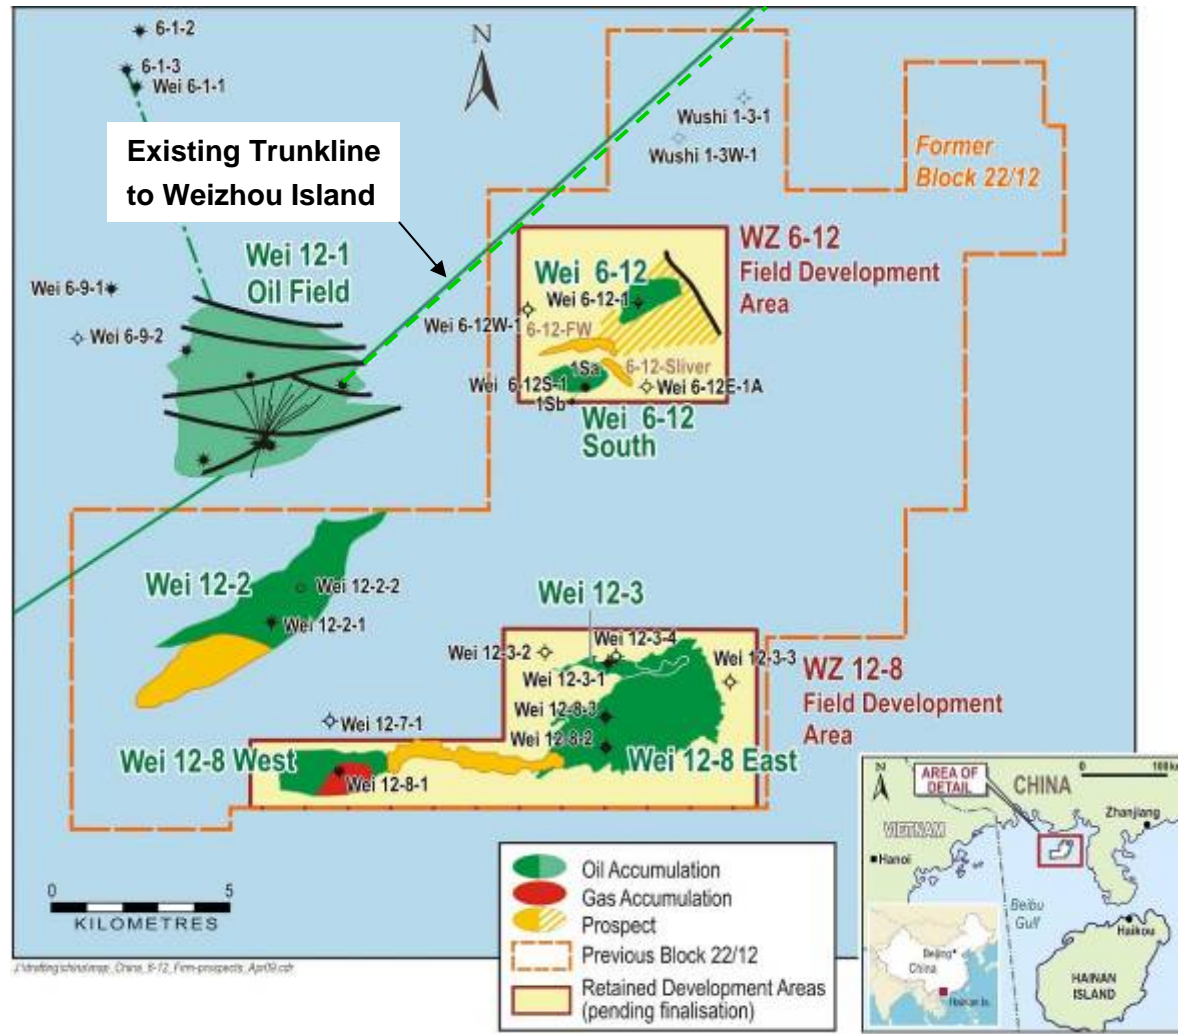 6-1-2
6-1-3
Wei 6-1-1
N
Existing Trunkline
to Weizhou Island
Wushi 1-3-1
Wushi 1-3W-1
Former
Block 22/12
Wei 12-1
Oil Field
Wei 6-9-1
Wei 6-9-2
WZ 6-12
Field Development
Area
Wei 6-12
Wei 6-12-1
Wei 6-12W-1
6-12-FW
6-12-Sliver
1Sa
Wei 6-12S-1
Wei 6-12E-1A
1Sb
Wei 6-12
South
Wei 12-2
Wei 12-2-2
Wei 12-2-1
Wei 12-3
Wei 12-3-2
Wei 12-3-4
Wei 12-3-3
Wei 12-3-1
WZ 12-8
Field Development
Area
Wei 12-7-1
Wei 12-8-3
Wei 12-8-2
Wei 12-8 West
Wei 12-8 East
Wei 12-8-1
0 5
KILOMETRES
Oil Accumulation
Gas Accumulation
Prospect
Previous Block 22/12
Retained Development Areas
(pending finalisation)
N
AREA OF
DETAIL
CHINA
0 100km
VIETNAM
Zhanjiang
Hanoi
Beibu
Gulf
Haikou
HAINAN
ISLAND
Beijing
China
Hainan Is.